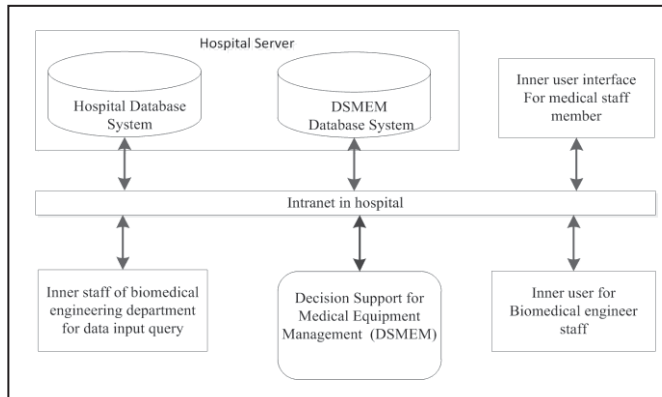 Hospital Server
Hospital Database
System
DSMEM
Database System
Inner user interface
For medical staff
member
Intranet in hospital
Inner staff of biomedical
engineering department
for data input query
Decision Support for
Medical Equipment
Management (DSMEM)
Inner user for
Biomedical engineer
staff